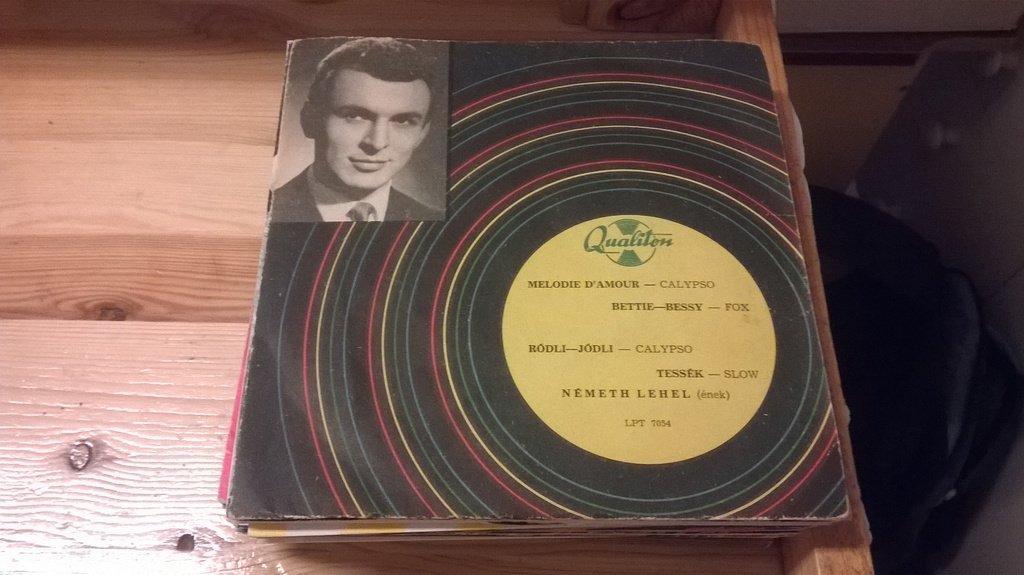 Qualiton
MELODIE D'AMOUR — CALYPSO
BETTIE—BESSY — FOX
RÓDLI—JÓDLI — CALYPSO
TESSÉK — SLOW
NÉMETH LEHEL (ének)
LPT 7054